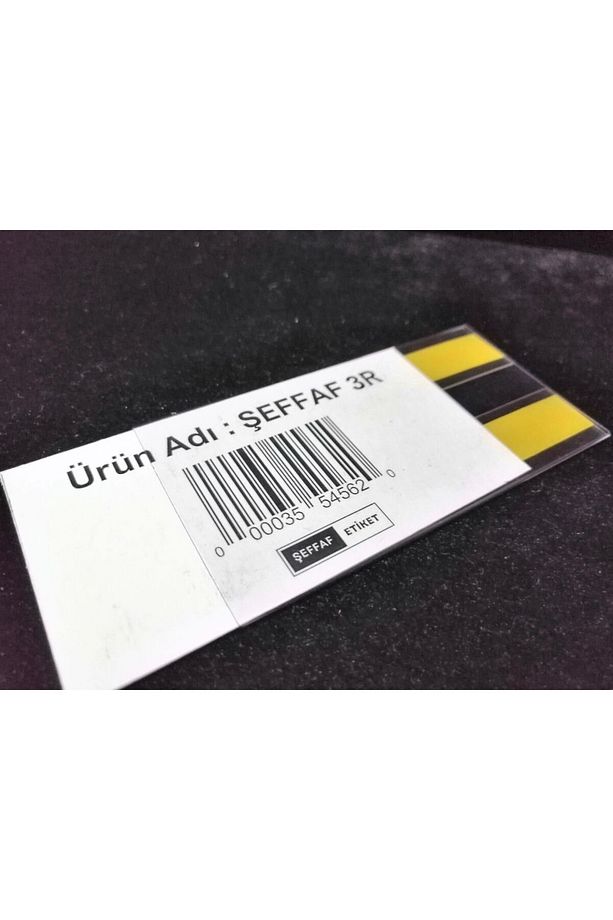 Ürün Adı : ŞEFFAF 3R
0 00035 54562 0
ŞEFFAF ETİKET